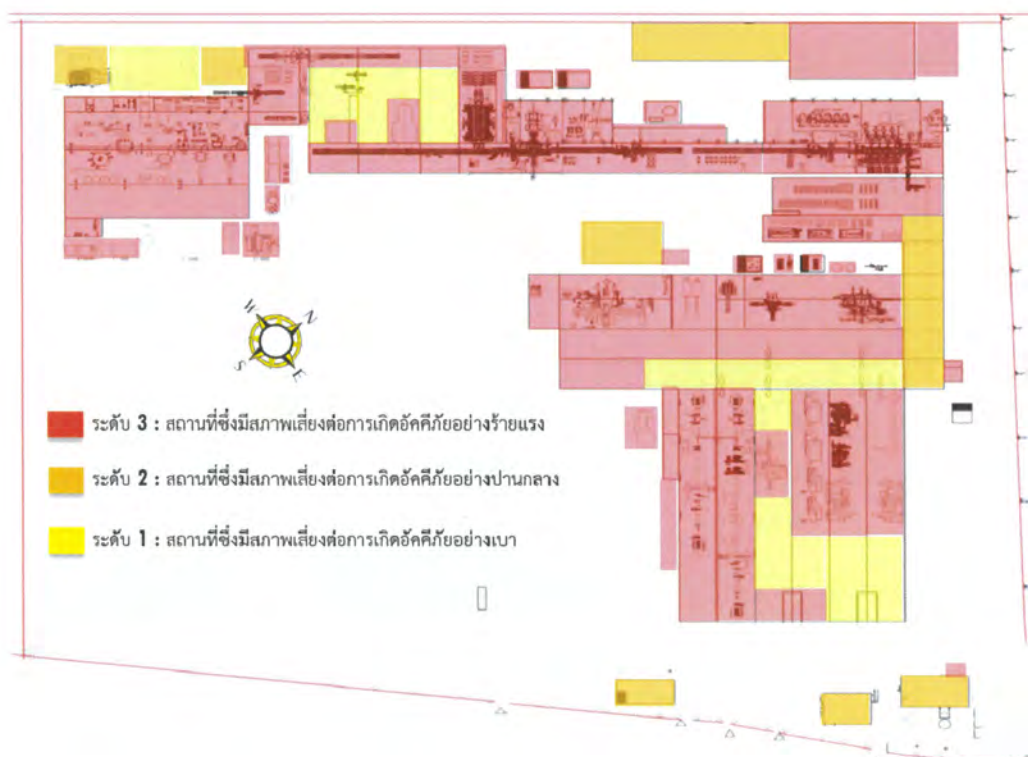 W
N
S
E
ระดับ 3 : สถานที่ซึ่งมีสภาพเสี่ยงต่อการเกิดอัคคีภัยอย่างร้ายแรง
ระดับ 2 : สถานที่ซึ่งมีสภาพเสี่ยงต่อการเกิดอัคคีภัยอย่างปานกลาง
ระดับ 1 : สถานที่ซึ่งมีสภาพเสี่ยงต่อการเกิดอัคคีภัยอย่างเบา